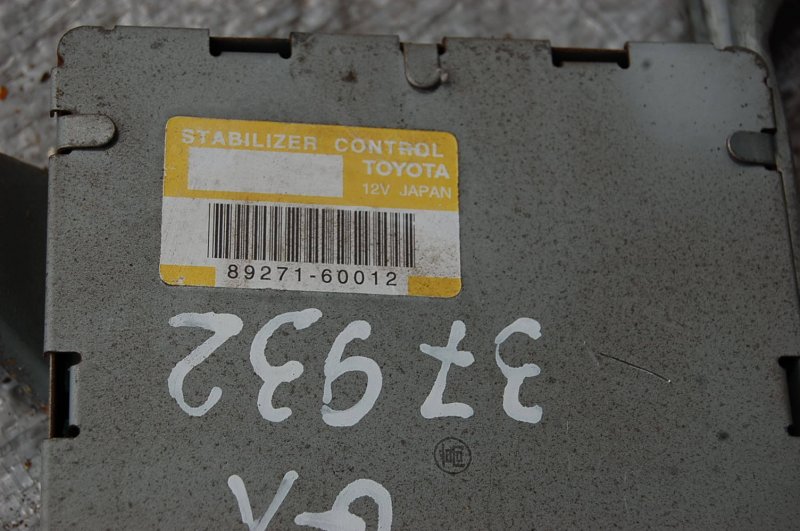 STABILIZER CONTROL
TOYOTA
12V JAPAN
89271-60012
37932